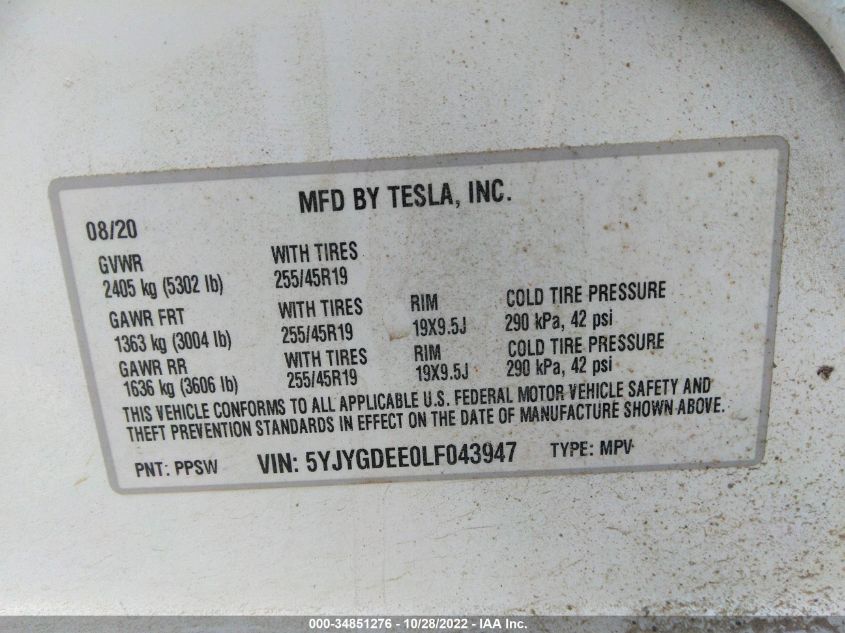 MFD BY TESLA, INC.
08/20
GVWR WITH TIRES
2405 kg (5302 lb) 255/45R19
GAWR FRT WITH TIRES RIM COLD TIRE PRESSURE
1363 kg (3004 lb) 255/45R19 19X9.5J 290 kPa, 42 psi
GAWR RR WITH TIRES RIM COLD TIRE PRESSURE
1636 kg (3606 lb) 255/45R19 19X9.5J 290 kPa, 42 psi
THIS VEHICLE CONFORMS TO ALL APPLICABLE U.S. FEDERAL MOTOR VEHICLE SAFETY AND
THEFT PREVENTION STANDARDS IN EFFECT ON THE DATE OF MANUFACTURE SHOWN ABOVE.
PNT: PPSW VIN: 5YJYGDEE0LF043947 TYPE: MPV
000-34851276 - 10/28/2022 - IAA Inc.